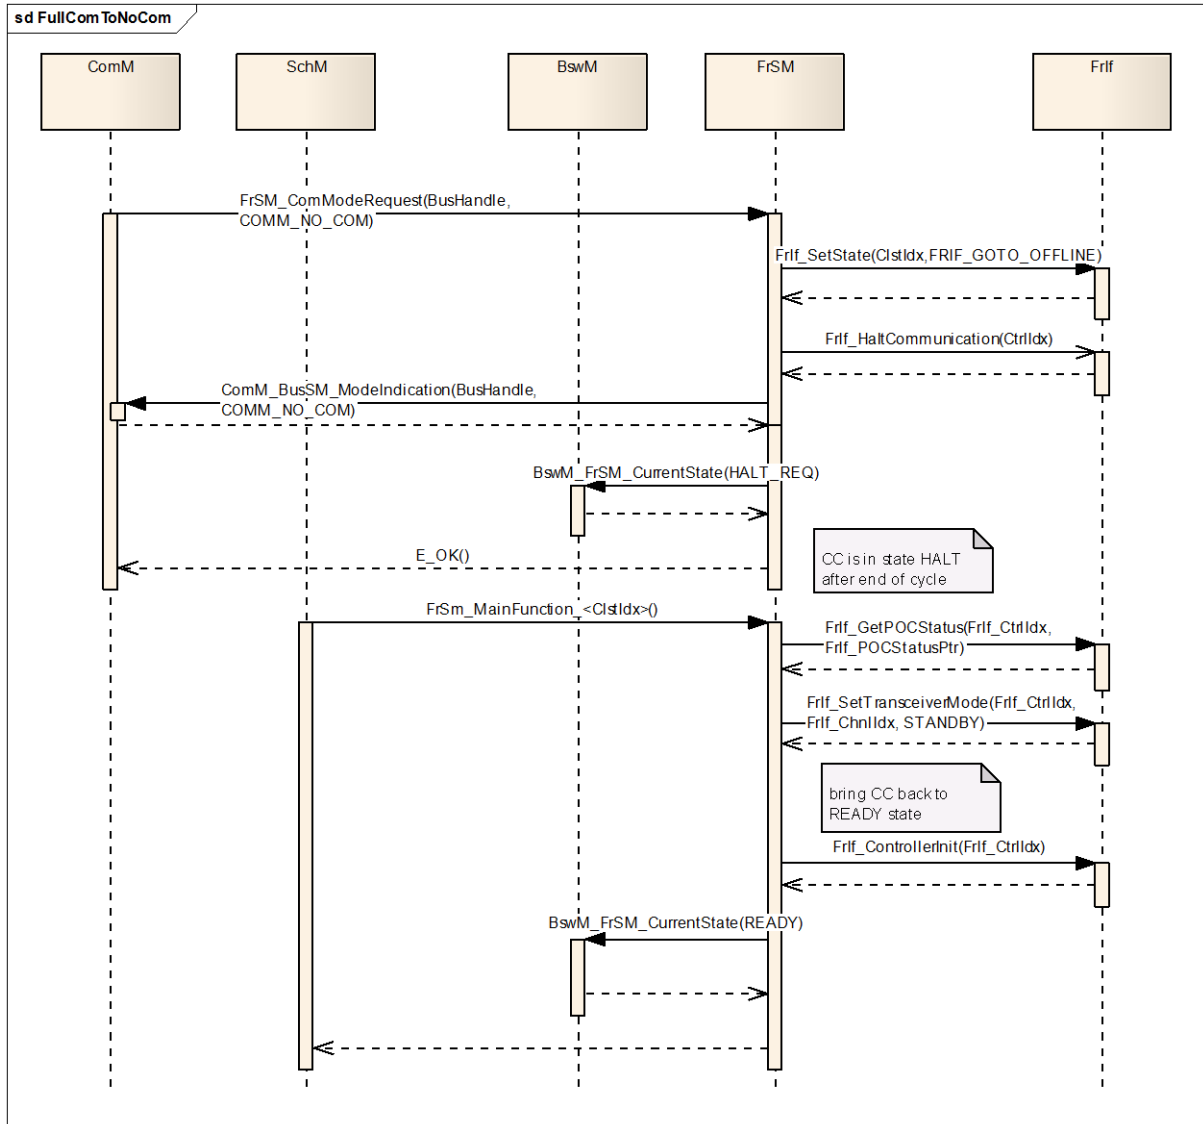 sd FullComToNoCom
ComM
SchM
BswM
FrSM
FrIf
FrSM_ComModeRequest(BusHandle,
COMM_NO_COM)
FrIf_SetState(ClstIdx,FRIF_GOTO_OFFLINE)
FrIf_HaltCommunication(CtrlIdx)
ComM_BusSM_ModeIndication(BusHandle,
COMM_NO_COM)
BswM_FrSM_CurrentState(HALT_REQ)
E_OK()
CC is in state HALT
after end of cycle
FrSm_MainFunction_<ClstIdx>()
FrIf_GetPOCStatus(FrIf_CtrlIdx,
FrIf_POCStatusPtr)
FrIf_SetTransceiverMode(FrIf_CtrlIdx,
FrIf_ChnlIdx, STANDBY)
bring CC back to
READY state
FrIf_ControllerInit(FrIf_CtrlIdx)
BswM_FrSM_CurrentState(READY)